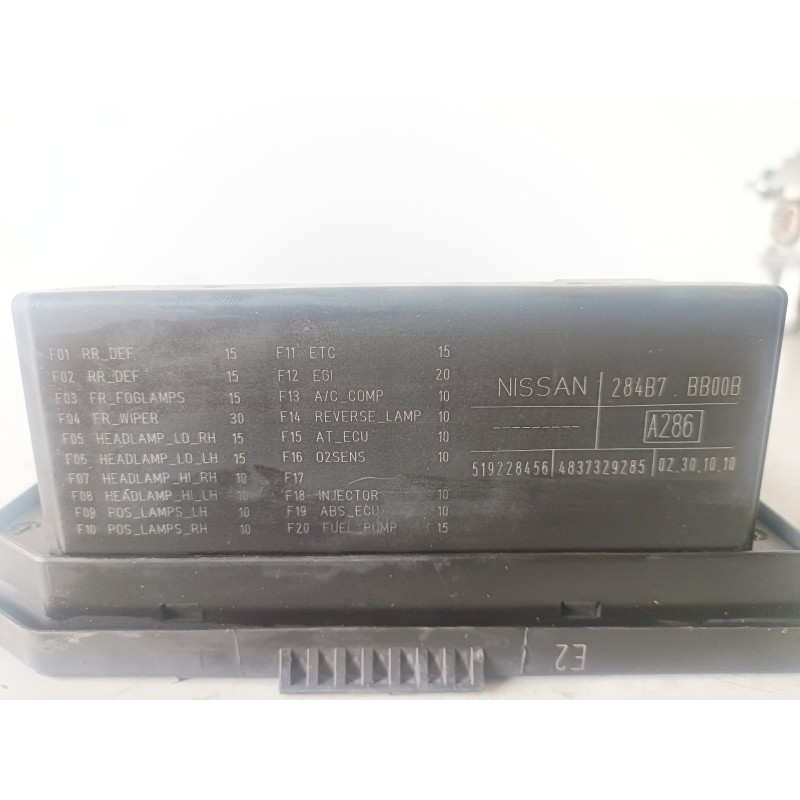 F01 RR_DEF 15
F02 RR_DEF 15
F03 FR_FOGLAMPS 15
F04 FR_WIPER 30
F05 HEADLAMP_LO_RH 15
F06 HEADLAMP_LO_LH 15
F07 HEADLAMP_HI_RH 10
F08 HEADLAMP_HI_LH 10
F09 POS_LAMPS_LH 10
F10 POS_LAMPS_RH 10
F11 ETC 15
F12 EGI 20
F13 A/C_COMP 10
F14 REVERSE_LAMP 10
F15 AT_ECU 10
F16 O2SENS 10
F17
F18 INJECTOR 10
F19 ABS_ECU 10
F20 FUEL_PUMP 15
NISSAN 284B7 BB00B
---------
A286
519228456 4837329285 02.30.10.10
E2